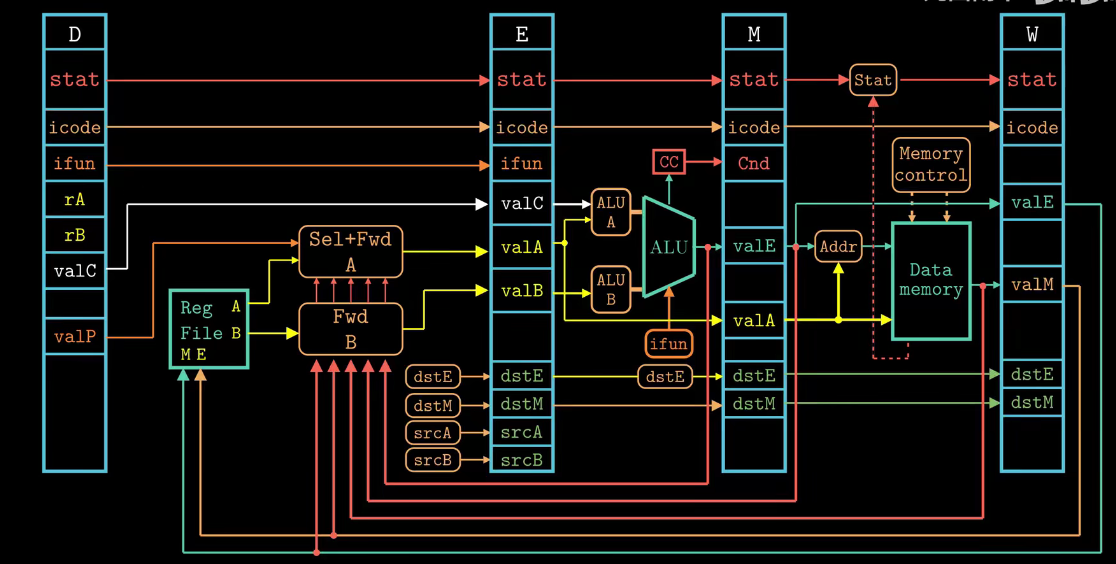 D
E
M
W
stat
stat
stat
Stat
stat
icode
icode
icode
icode
ifun
ifun
CC
Cnd
Memory
control
rA
rB
valC
valP
Reg
File
A
B
M E
Sel+Fwd
A
Fwd
B
valC
valA
valB
ALU
A
ALU
B
ALU
ifun
valE
valA
Addr
Data
memory
valE
valM
dstE
dstE
dstE
dstE
dstE
dstM
dstM
dstM
dstM
srcA
srcA
srcB
srcB